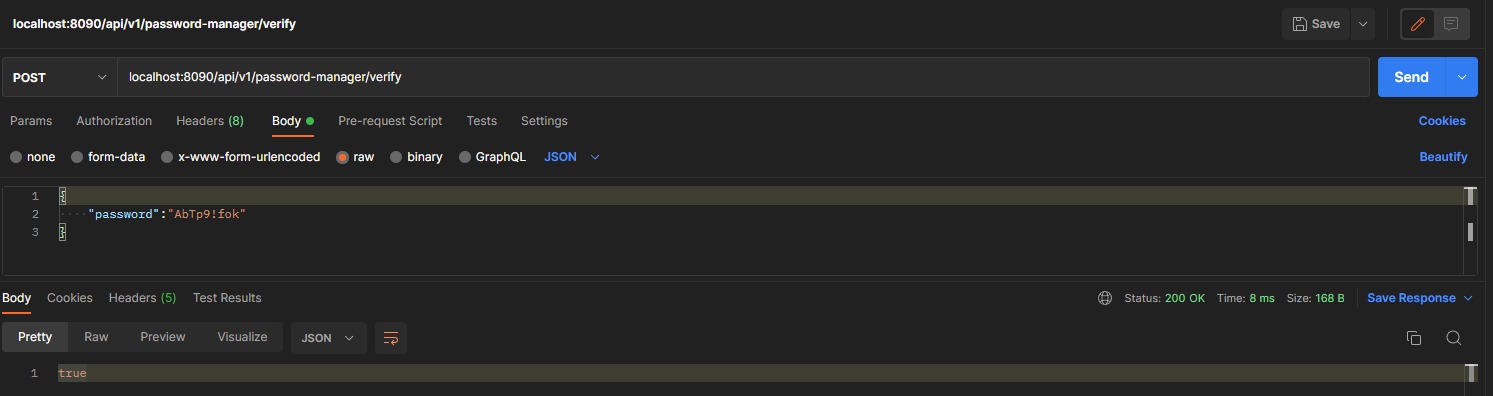 localhost:8090/api/v1/password-manager/verify Save
POST localhost:8090/api/v1/password-manager/verify Send
Params Authorization Headers (8) Body Pre-request Script Tests Settings Cookies
none form-data x-www-form-urlencoded raw binary GraphQL JSON Beautify
1 {
2 "password":"AbTp9!fok"
3 }
Body Cookies Headers (5) Test Results Status: 200 OK Time: 8 ms Size: 168 B Save Response
Pretty Raw Preview Visualize JSON
1 true